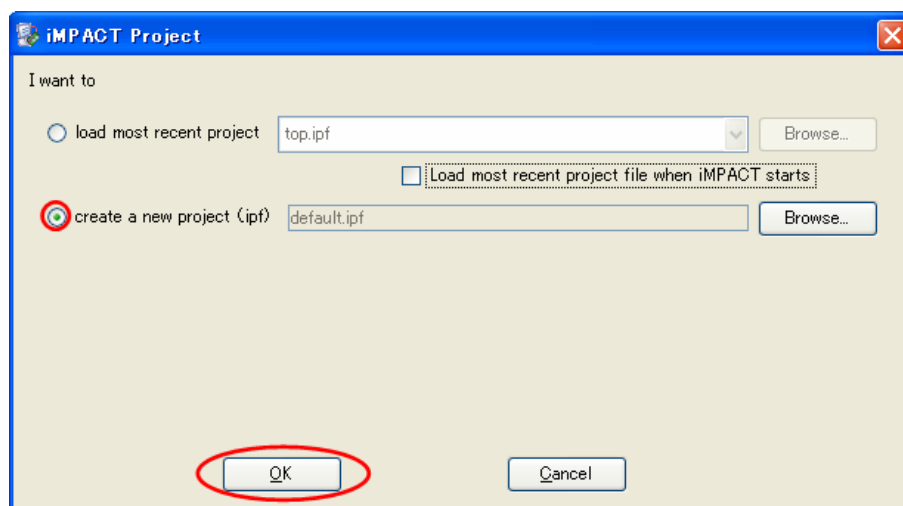 iMPACT Project
I want to
load most recent project top.ipf Browse...
Load most recent project file when iMPACT starts
create a new project (ipf) default.ipf Browse...
OK Cancel